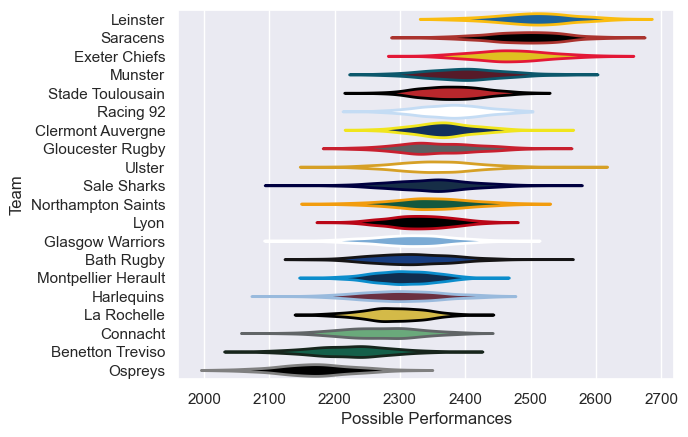 Leinster
Saracens
Exeter Chiefs
Munster
Stade Toulousain
Racing 92
Clermont Auvergne
Gloucester Rugby
Ulster
Sale Sharks
Northampton Saints
Lyon
Glasgow Warriors
Bath Rugby
Montpellier Herault
Harlequins
La Rochelle
Connacht
Benetton Treviso
Ospreys
Team
2000 2100 2200 2300 2400 2500 2600 2700
Possible Performances